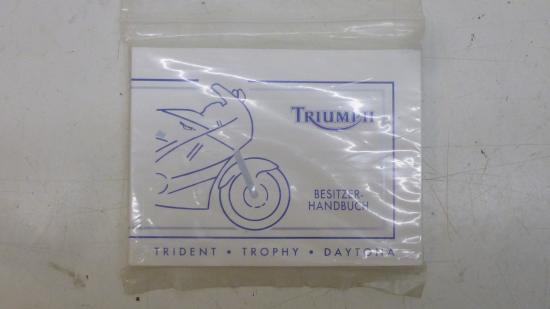 TRIUMPH
BESITZER-
HANDBUCH
TRIDENT • TROPHY • DAYTONA